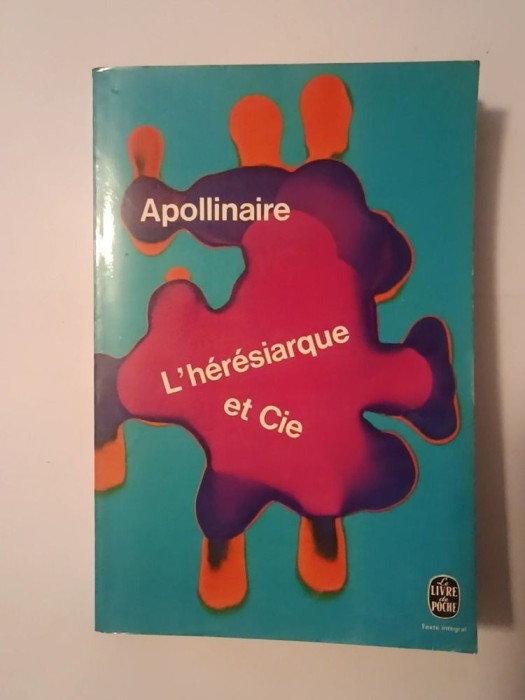 Apollinaire
L'hérésiarque
et Cie
Le
LIVRE
de
POCHE
Texte intégral